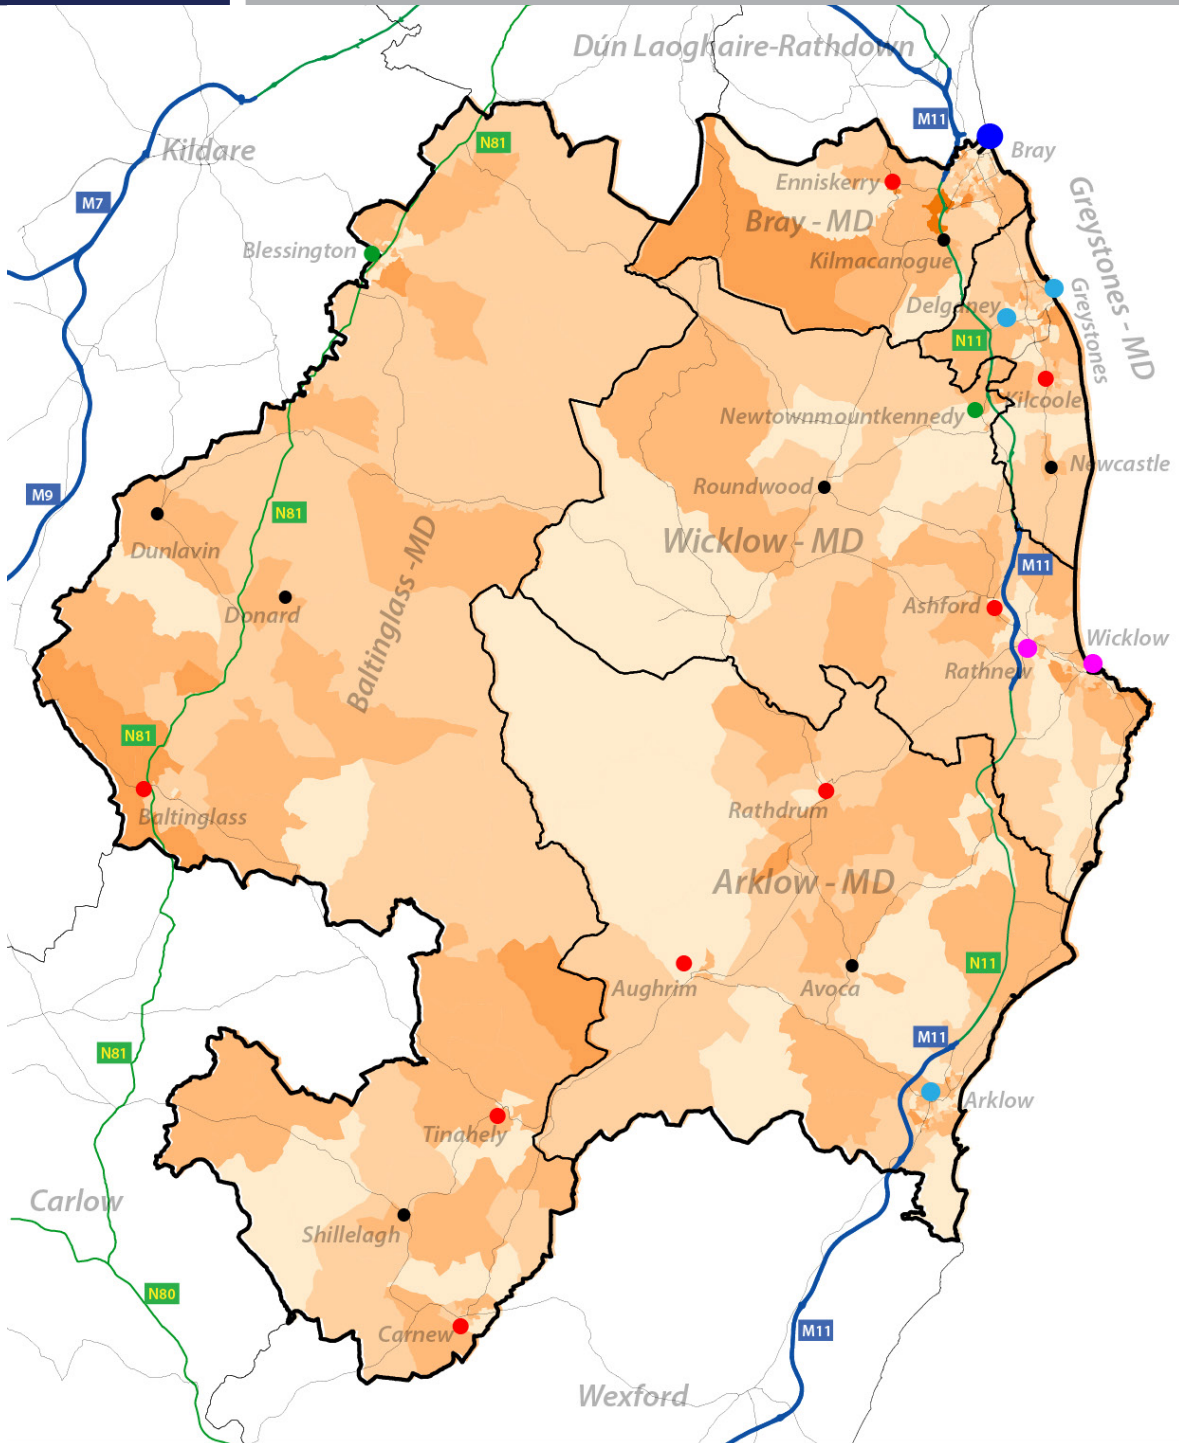 Dún Laoghaire-Rathdown
M11
Kildare
N81
Bray
Enniskerry
M7
Bray - MD
Greystones - MD
Blessington
Kilmacanogue
Delganey
Greystones
N11
Kilcoole
Newtownmountkennedy
Newcastle
M9
Roundwood
N81
Wicklow - MD
Dunlavin
Baltinglass -MD
M11
Donard
Ashford
Wicklow
Rathnew
N81
Baltinglass
Rathdrum
Arklow - MD
N11
Aughrim
Avoca
M11
N81
Arklow
Tinahely
Carlow
Shillelagh
N80
M11
Carnew
Wexford